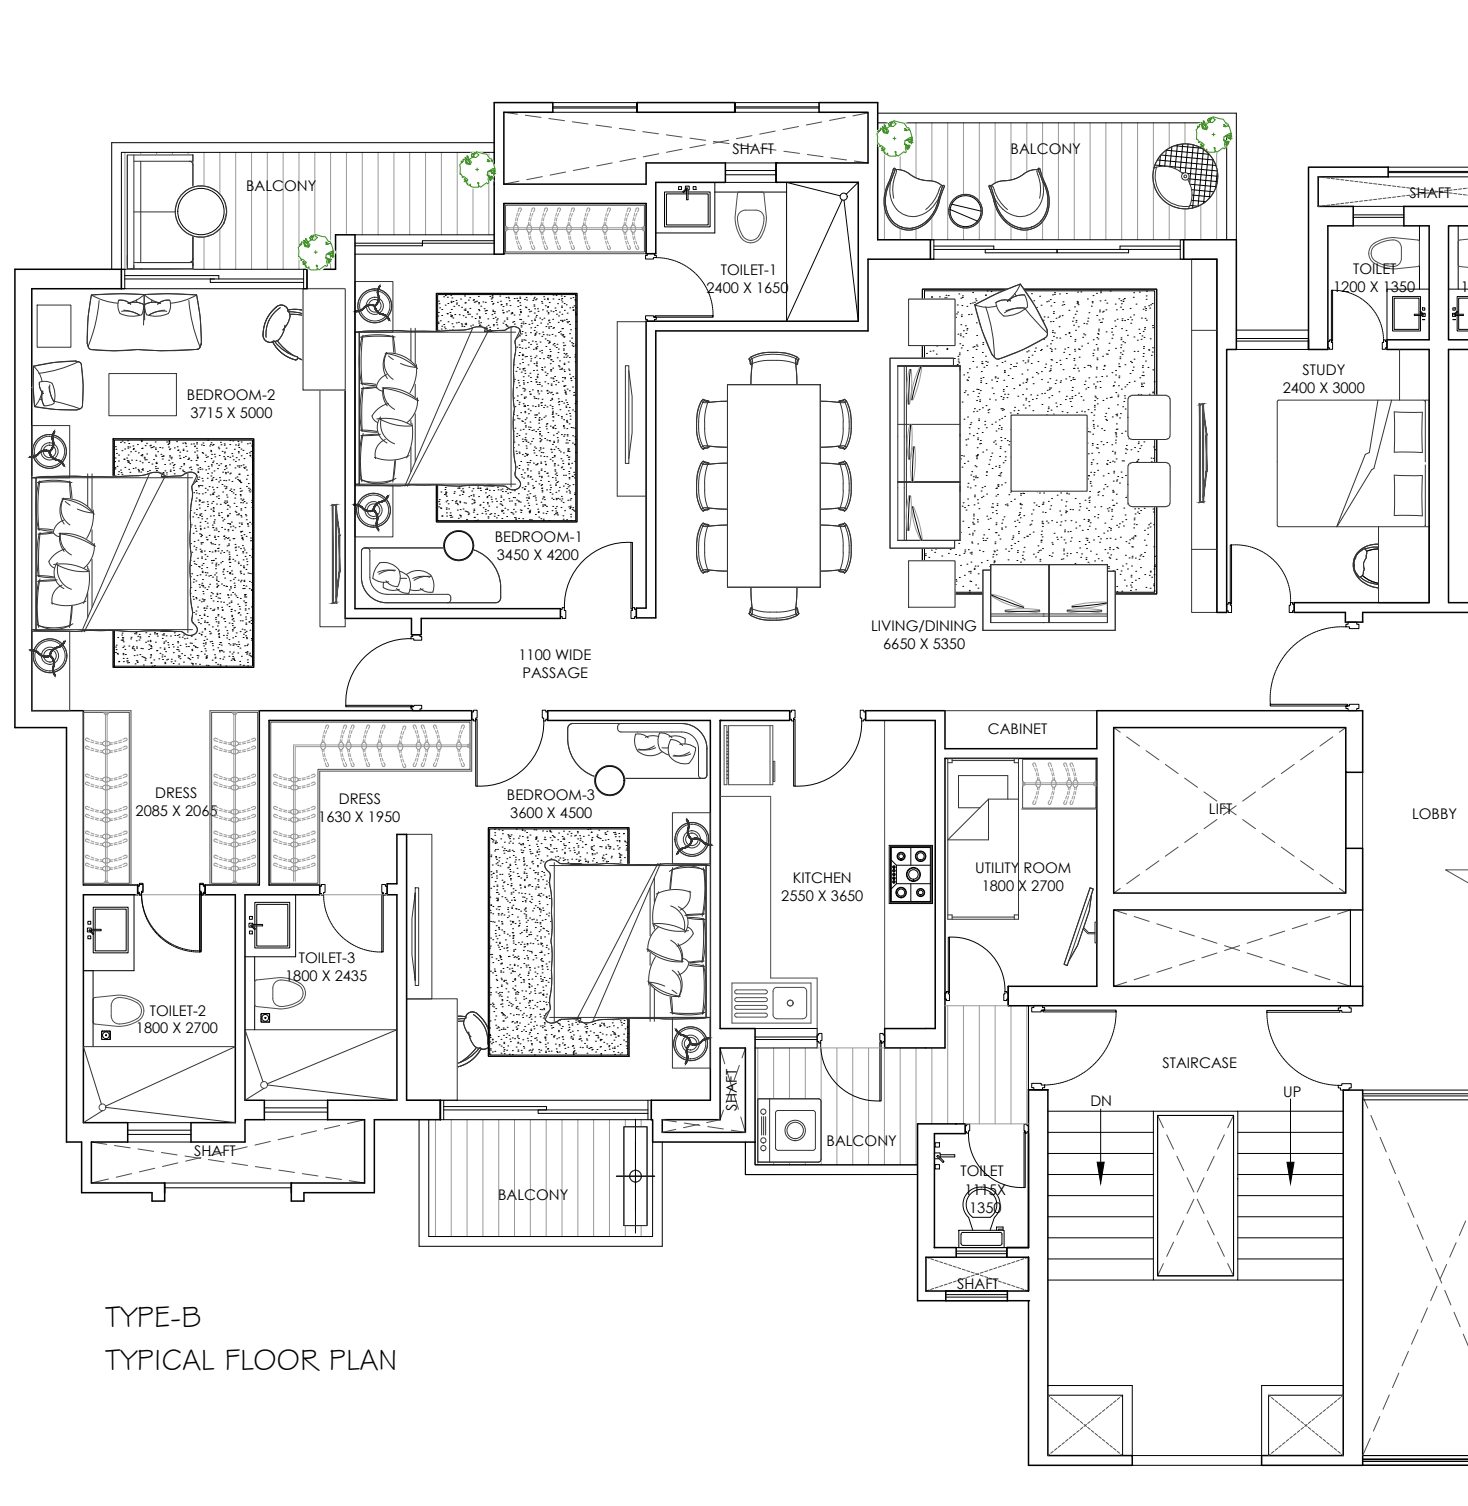 SHAFT
BALCONY
BALCONY
SHAFT
TOILET-1
2400 X 1650
TOILET
1200 X 1350
STUDY
2400 X 3000
BEDROOM-2
3715 X 5000
BEDROOM-1
3450 X 4200
LIVING/DINING
6650 X 5350
1100 WIDE
PASSAGE
CABINET
DRESS
2085 X 2065
DRESS
1630 X 1950
BEDROOM-3
3600 X 4500
LIFT
LOBBY
KITCHEN
2550 X 3650
UTILITY ROOM
1800 X 2700
TOILET-3
1800 X 2435
TOILET-2
1800 X 2700
STAIRCASE
SHAFT
DN
UP
BALCONY
SHAFT
TOILET
1115X
1350
BALCONY
SHAFT
TYPE-B
TYPICAL FLOOR PLAN